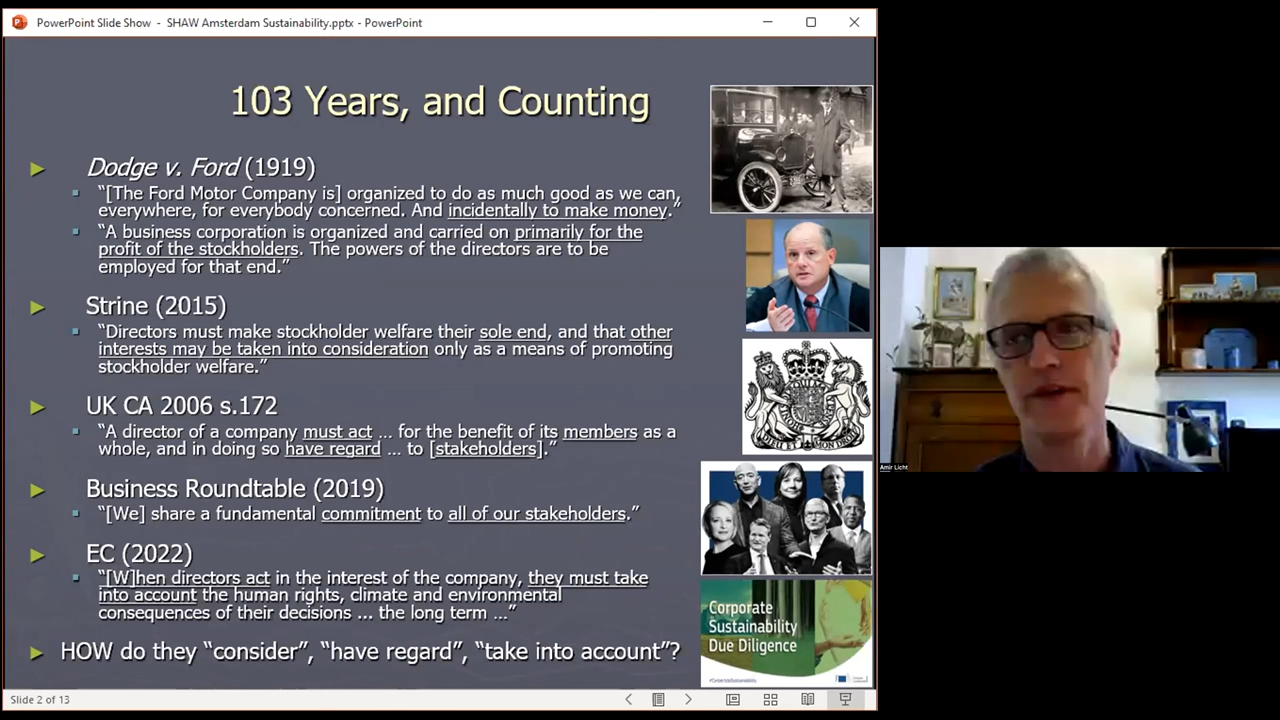 PowerPoint Slide Show - SHAW Amsterdam Sustainability.pptx - PowerPoint
103 Years, and Counting
Dodge v. Ford (1919)
“[The Ford Motor Company is] organized to do as much good as we can,
everywhere, for everybody concerned. And incidentally to make money.”
“A business corporation is organized and carried on primarily for the
profit of the stockholders. The powers of the directors are to be
employed for that end.”
Strine (2015)
“Directors must make stockholder welfare their sole end, and that other
interests may be taken into consideration only as a means of promoting
stockholder welfare.”
UK CA 2006 s.172
“A director of a company must act … for the benefit of its members as a
whole, and in doing so have regard … to [stakeholders].”
Business Roundtable (2019)
“[We] share a fundamental commitment to all of our stakeholders.”
EC (2022)
“[W]hen directors act in the interest of the company, they must take
into account the human rights, climate and environmental
consequences of their decisions … the long term …”
HOW do they “consider”, “have regard”, “take into account”?
Corporate
Sustainability
Due Diligence
Slide 2 of 13
Amir Licht